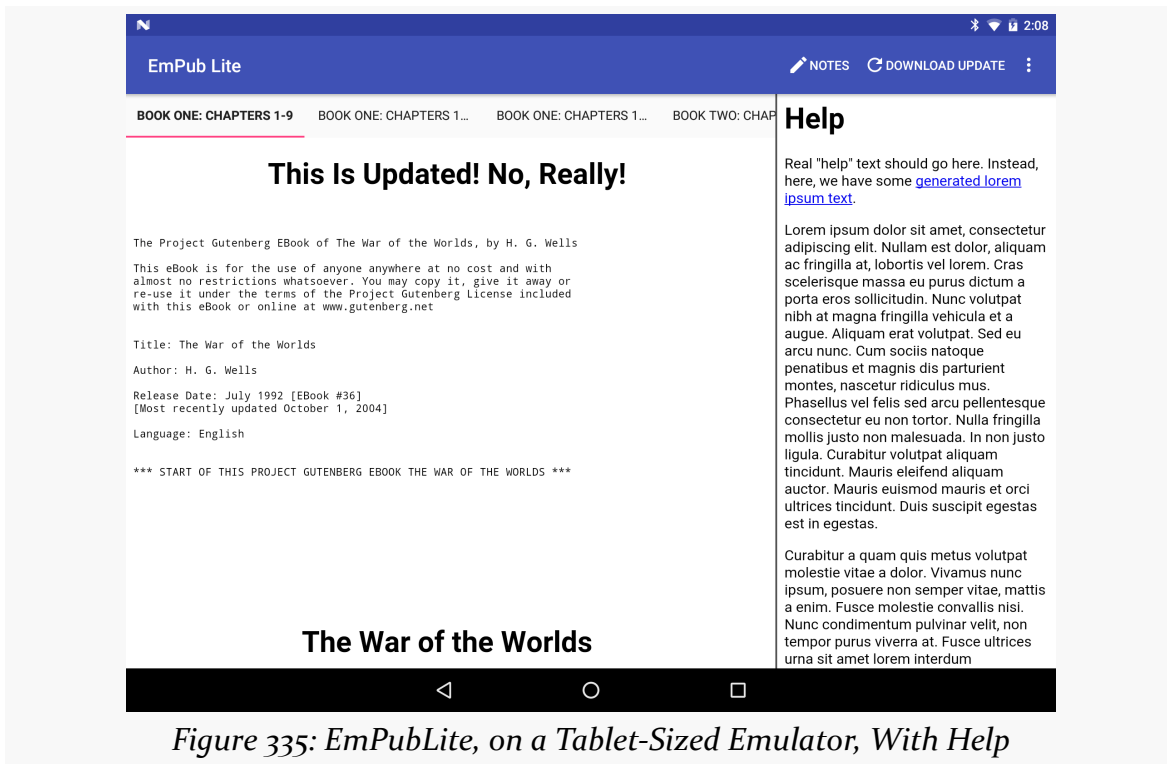 2:08
EmPub Lite
NOTES
DOWNLOAD UPDATE
BOOK ONE: CHAPTERS 1-9
BOOK ONE: CHAPTERS 1...
BOOK ONE: CHAPTERS 1...
BOOK TWO: CHAP
This Is Updated! No, Really!
The Project Gutenberg EBook of The War of the Worlds, by H. G. Wells
This eBook is for the use of anyone anywhere at no cost and with
almost no restrictions whatsoever. You may copy it, give it away or
re-use it under the terms of the Project Gutenberg License included
with this eBook or online at www.gutenberg.net
Title: The War of the Worlds
Author: H. G. Wells
Release Date: July 1992 [EBook #36]
[Most recently updated October 1, 2004]
Language: English
*** START OF THIS PROJECT GUTENBERG EBOOK THE WAR OF THE WORLDS ***
The War of the Worlds
Help
Real "help" text should go here. Instead,
here, we have some generated lorem
ipsum text.
Lorem ipsum dolor sit amet, consectetur
adipiscing elit. Nullam est dolor, aliquam
ac fringilla at, lobortis vel lorem. Cras
scelerisque massa eu purus dictum a
porta eros sollicitudin. Nunc volutpat
nibh at magna fringilla vehicula et a
augue. Aliquam erat volutpat. Sed eu
arcu nunc. Cum sociis natoque
penatibus et magnis dis parturient
montes, nascetur ridiculus mus.
Phasellus vel felis sed arcu pellentesque
consectetur eu non tortor. Nulla fringilla
mollis justo non malesuada. In non justo
ligula. Curabitur volutpat aliquam
tincidunt. Mauris eleifend aliquam
auctor. Mauris euismod mauris et orci
ultrices tincidunt. Duis suscipit egestas
est in egestas.
Curabitur a quam quis metus volutpat
molestie vitae a dolor. Vivamus nunc
ipsum, posuere non semper vitae, mattis
a enim. Fusce molestie convallis nisi.
Nunc condimentum pulvinar velit, non
tempor purus viverra at. Fusce ultrices
urna sit amet lorem interdum
Figure 335: EmPubLite, on a Tablet-Sized Emulator, With Help